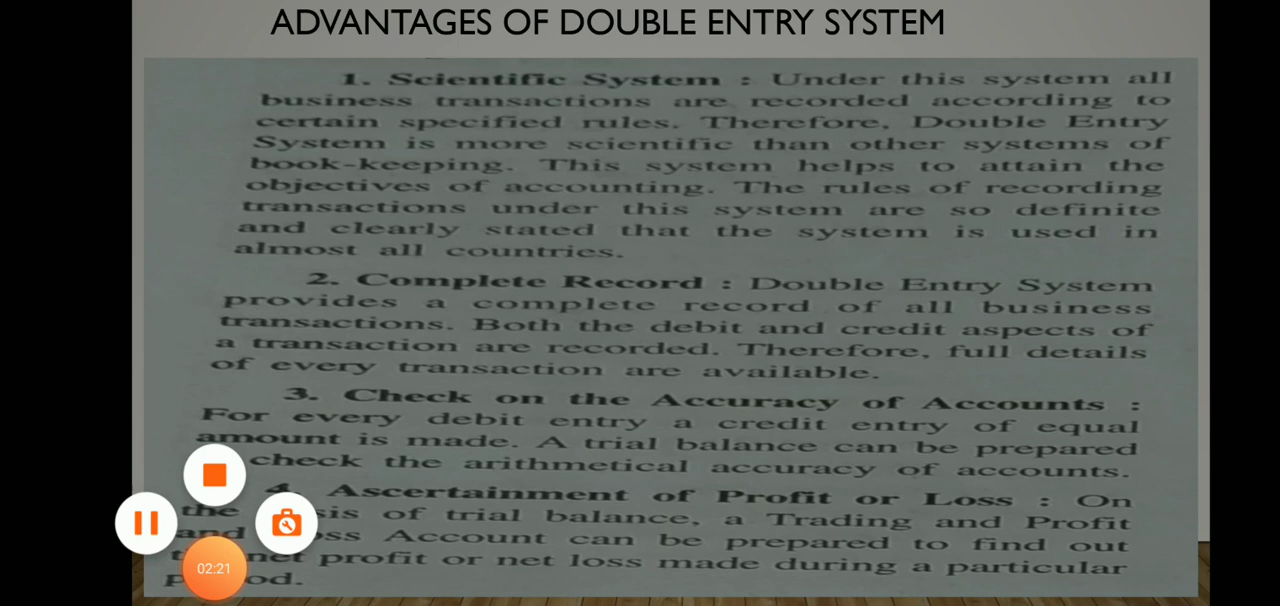 ADVANTAGES OF DOUBLE ENTRY SYSTEM
1. Scientific System : Under this system all
business transactions are recorded according to
certain specified rules. Therefore, Double Entry
System is more scientific than other systems of
book-keeping. This system helps to attain the
objectives of accounting. The rules of recording
transactions under this system are so definite
and clearly stated that the system is used in
almost all countries.
2. Complete Record : Double Entry System
provides a complete record of all business
transactions. Both the debit and credit aspects of
a transaction are recorded. Therefore, full details
of every transaction are available.
3. Check on the Accuracy of Accounts :
For every debit entry a credit entry of equal
amount is made. A trial balance can be prepared
check the arithmetical accuracy of accounts.
4. Ascertainment of Profit or Loss : On
the sis of trial balance, a Trading and Profit
and oss Account can be prepared to find out
net profit or net loss made during a particular
od.
02:21